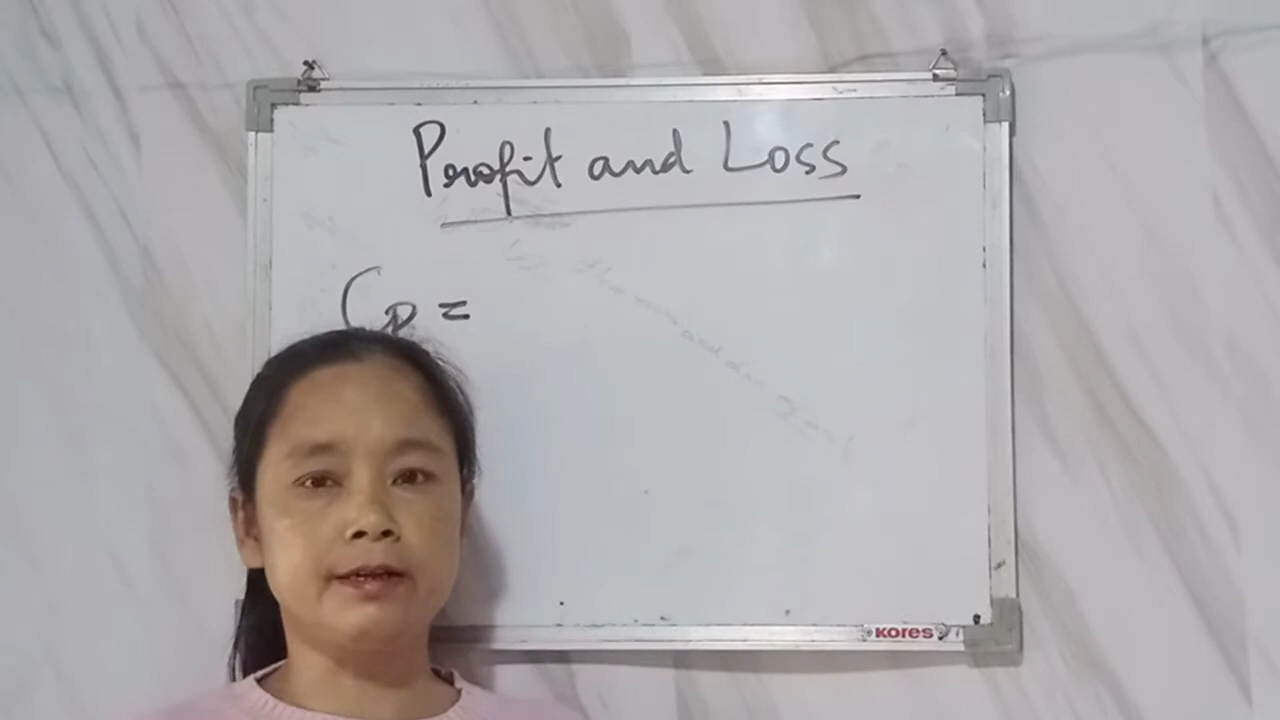 Profit and Loss
CP =
KORES